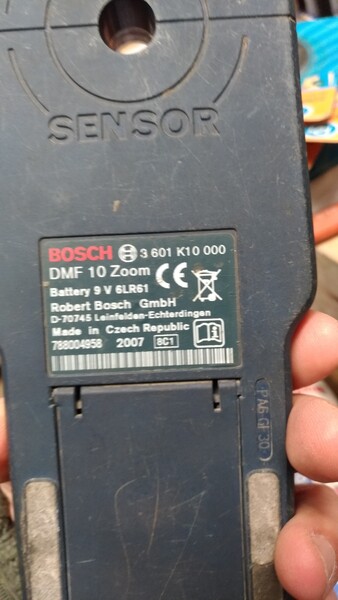 SENSOR
BOSCH 3 601 K10 000
DMF 10 Zoom CE
Battery 9 V 6LR61
Robert Bosch GmbH
D-70745 Leinfelden-Echterdingen
Made in Czech Republic
788004958 2007 8C1
>PA6-GF30<